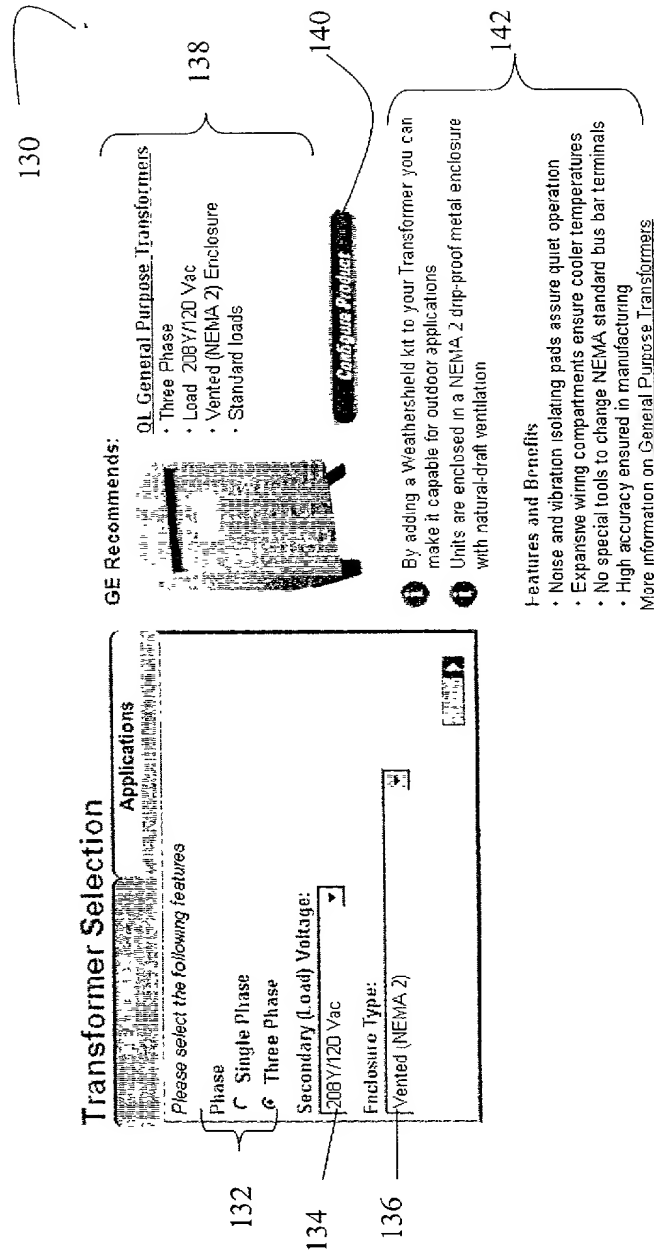 130
Transformer Selection
Applications
Please select the following features
Phase
Single Phase
Three Phase
132
Secondary (Load) Voltage:
208Y/120 Vac
134
Enclosure Type:
Vented (NEMA 2)
136
GE Recommends:
QL General Purpose Transformers
· Three Phase
· Load 208Y/120 Vac
· Vented (NEMA 2) Enclosure
· Standard loads
138
Configure Product
140
By adding a Weathershield kit to your Transformer you can
make it capable for outdoor applications
Units are enclosed in a NEMA 2 drip-proof metal enclosure
with natural-draft ventilation
142
Features and Benefits
· Noise and vibration isolating pads assure quiet operation
· Expansive wiring compartments ensure cooler temperatures
· No special tools to change NEMA standard bus bar terminals
· High accuracy ensured in manufacturing
More information on General Purpose Transformers